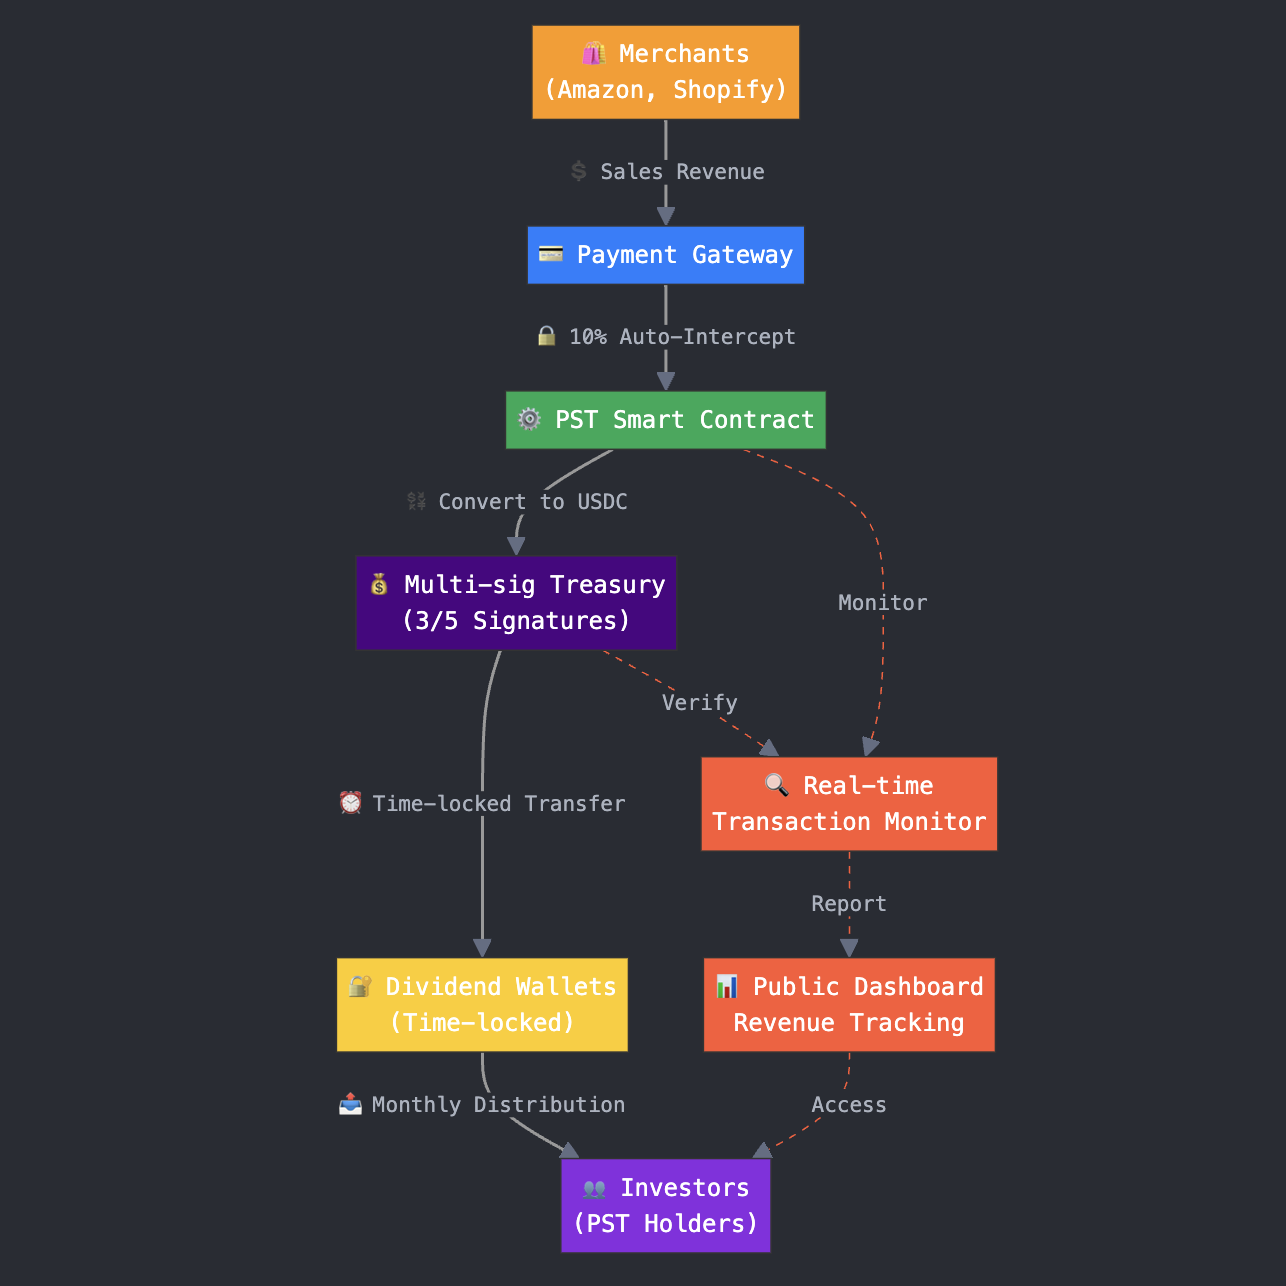 🛍️ Merchants
(Amazon, Shopify)
💲 Sales Revenue
💳 Payment Gateway
🔒 10% Auto-Intercept
⚙️ PST Smart Contract
💱 Convert to USDC
💰 Multi-sig Treasury
(3/5 Signatures)
Monitor
Verify
🔍 Real-time
Transaction Monitor
⏰ Time-locked Transfer
Report
🔐 Dividend Wallets
(Time-locked)
📊 Public Dashboard
Revenue Tracking
📤 Monthly Distribution
Access
👥 Investors
(PST Holders)